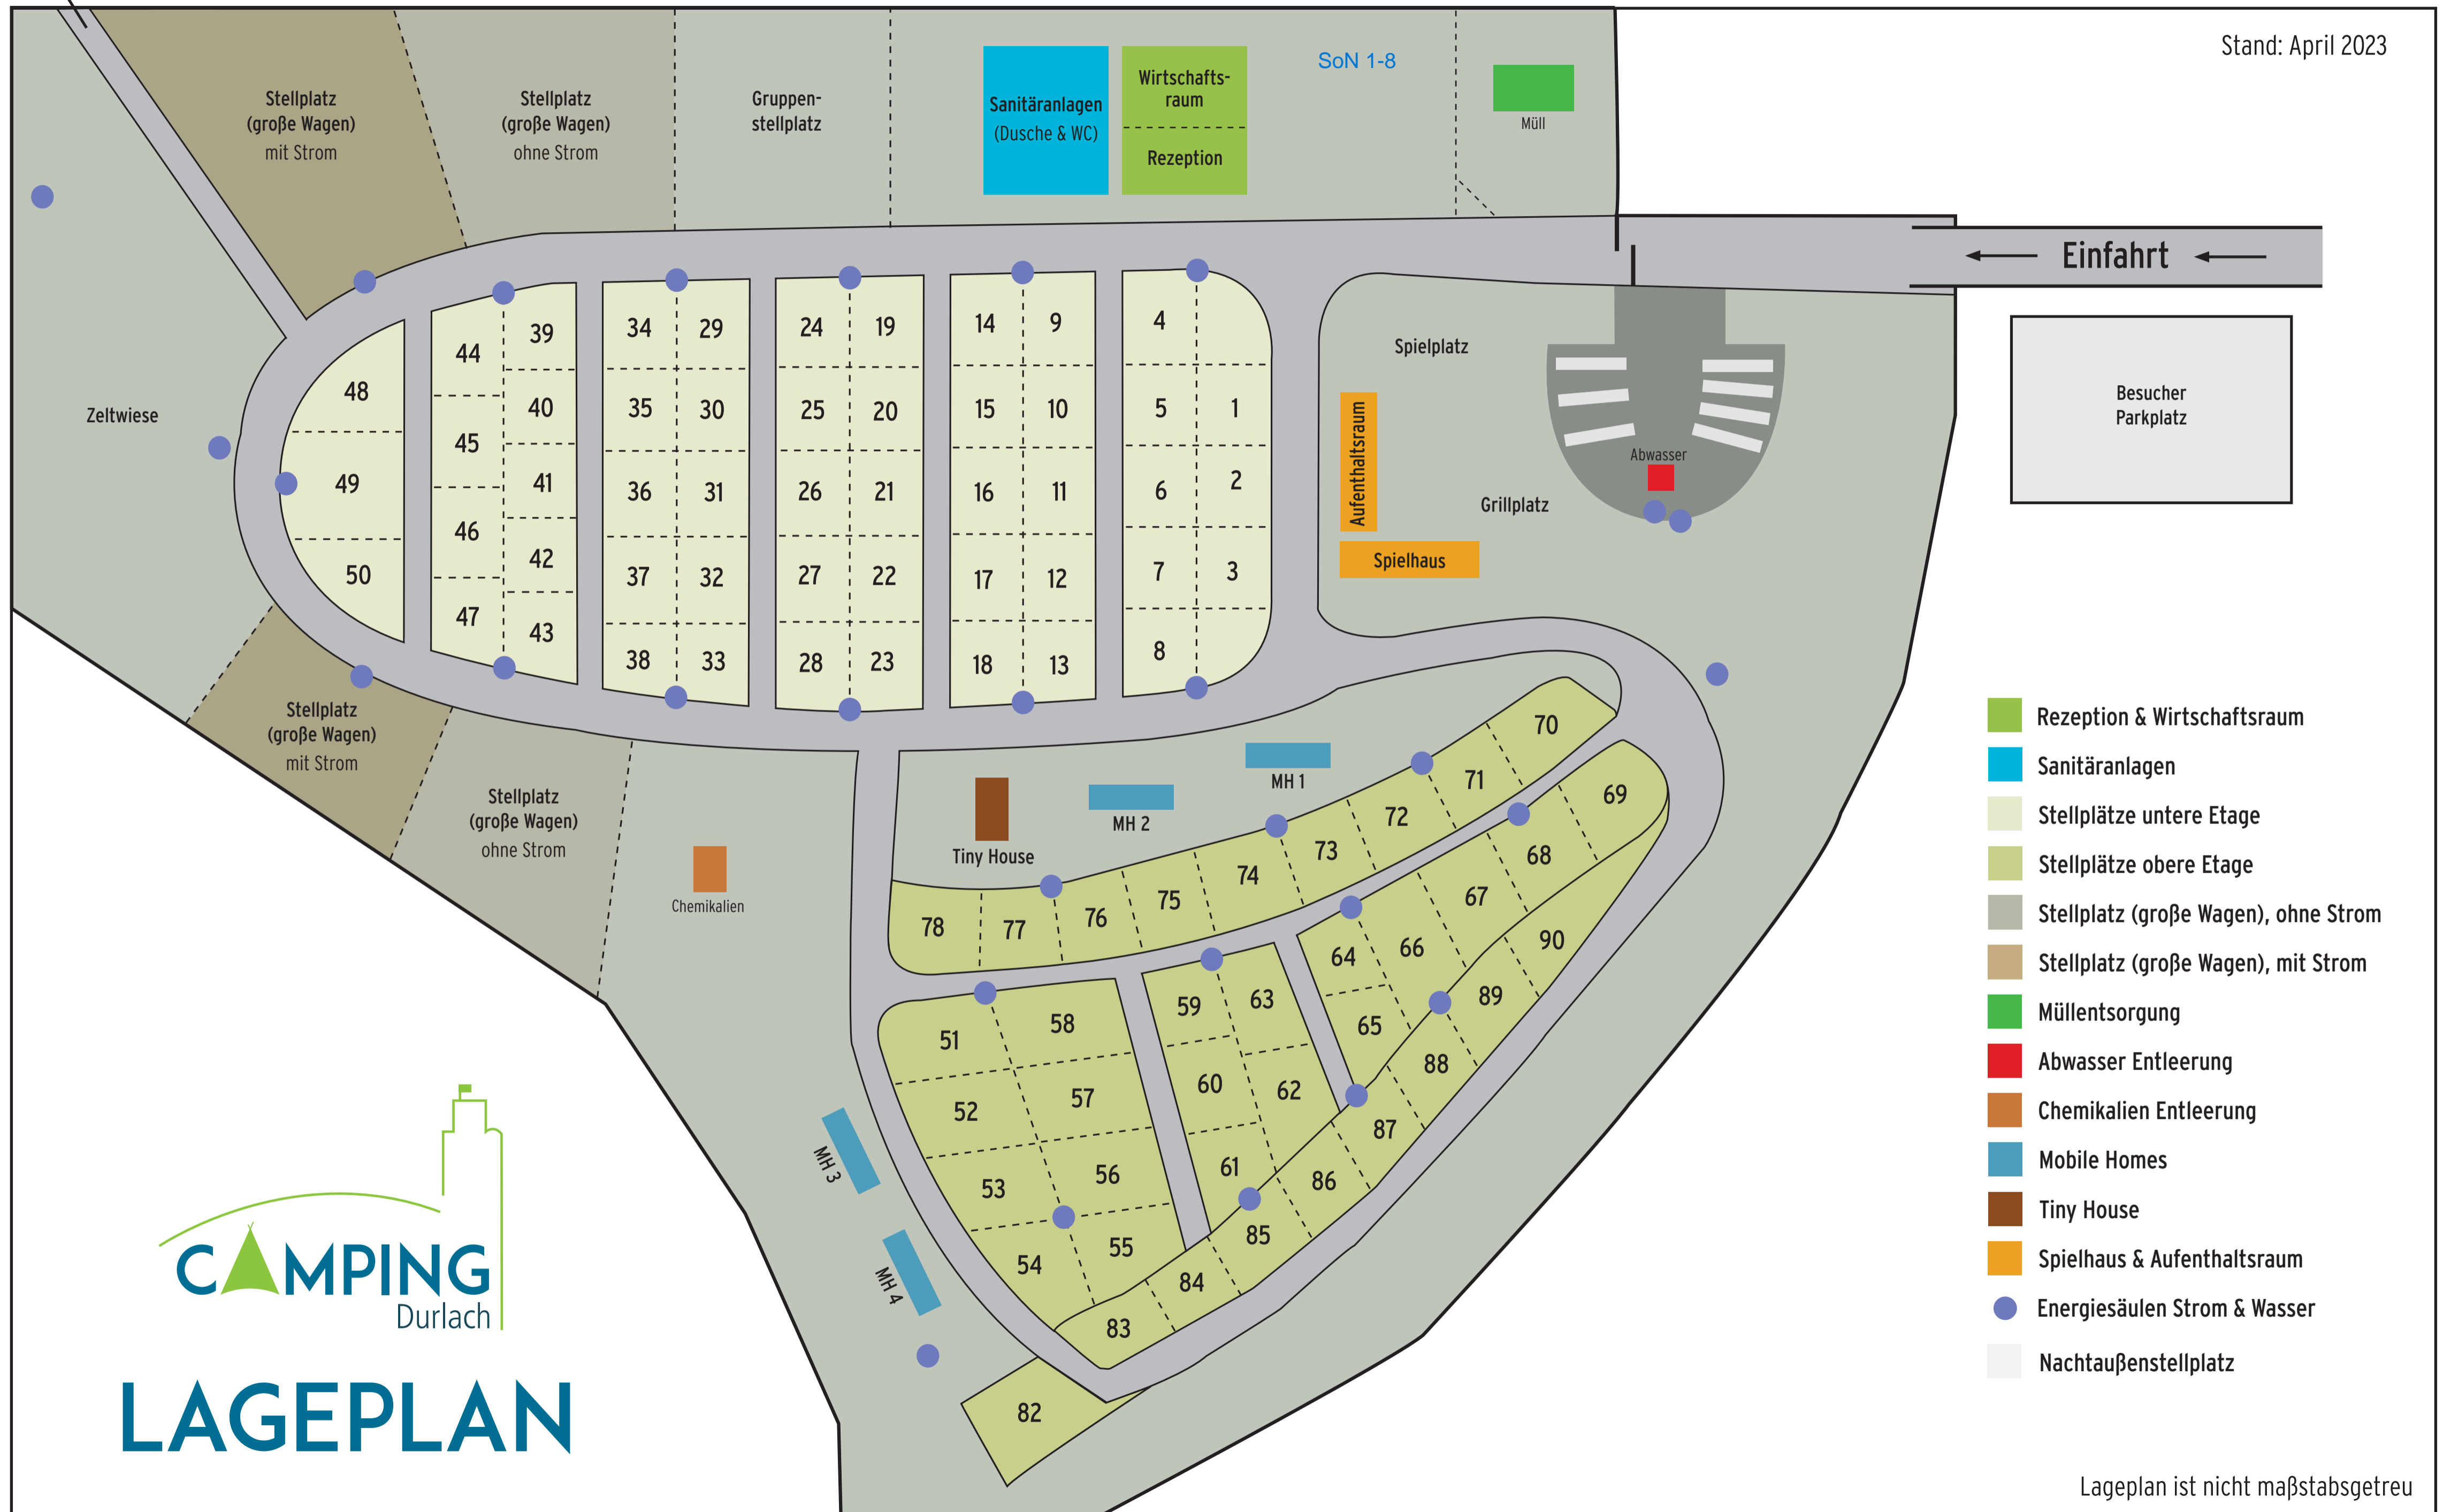 Stand: April 2023
SoN 1-8
Stellplatz
(große Wagen)
mit Strom
Stellplatz
(große Wagen)
ohne Strom
Gruppen-
stellplatz
Sanitäranlagen
(Dusche & WC)
Wirtschafts-
raum
Rezeption
Müll
Einfahrt
Besucher
Parkplatz
Spielplatz
Aufenthaltsraum
Grillplatz
Spielhaus
Abwasser
Zeltwiese
48
49
50
44
45
46
47
39
40
41
42
43
34
35
36
37
38
29
30
31
32
33
24
25
26
27
28
19
20
21
22
23
14
15
16
17
18
9
10
11
12
13
4
5
6
7
8
1
2
3
Stellplatz
(große Wagen)
mit Strom
Stellplatz
(große Wagen)
ohne Strom
Chemikalien
Tiny House
MH 2
MH 1
70
71
72
73
74
75
76
77
78
69
68
67
66
64
65
90
89
88
87
86
85
84
83
59
63
60
62
61
51
58
52
57
53
56
54
55
MH 3
MH 4
82
Rezeption & Wirtschaftsraum
Sanitäranlagen
Stellplätze untere Etage
Stellplätze obere Etage
Stellplatz (große Wagen), ohne Strom
Stellplatz (große Wagen), mit Strom
Müllentsorgung
Abwasser Entleerung
Chemikalien Entleerung
Mobile Homes
Tiny House
Spielhaus & Aufenthaltsraum
Energiesäulen Strom & Wasser
Nachtaußenstellplatz
CAMPING
Durlach
LAGEPLAN
Lageplan ist nicht maßstabsgetreu